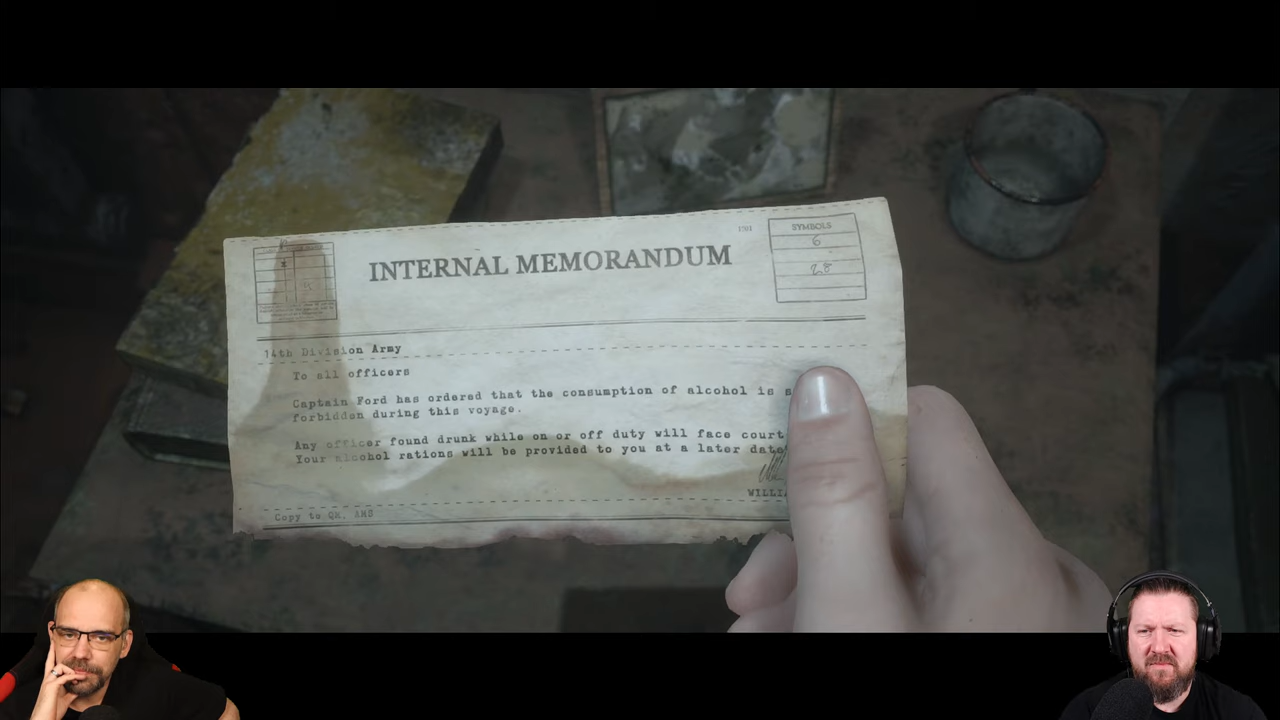 INTERNAL MEMORANDUM
SYMBOLS
6
28
14th Division Army
To all officers
Captain Ford has ordered that the consumption of alcohol is
forbidden during this voyage.
Any officer found drunk while on or off duty will face court
Your alcohol rations will be provided to you at a later date
Copy to QM. AMS